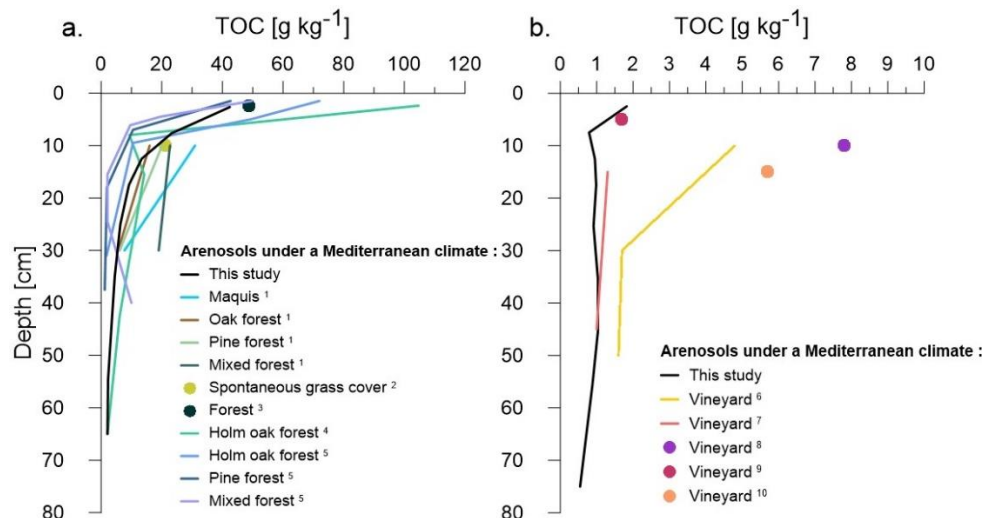 a.
TOC [g kg-1]
0 20 40 60 80 100 120
Depth [cm]
0
10
20
30
40
50
60
70
80
Arenosols under a Mediterranean climate :
This study
Maquis 1
Oak forest 1
Pine forest 1
Mixed forest 1
Spontaneous grass cover 2
Forest 3
Holm oak forest 4
Holm oak forest 5
Pine forest 5
Mixed forest 5
b.
TOC [g kg-1]
0 1 2 3 4 5 6 7 8 9 10
0
10
20
30
40
50
60
70
80
Arenosols under a Mediterranean climate :
This study
Vineyard 6
Vineyard 7
Vineyard 8
Vineyard 9
Vineyard 10